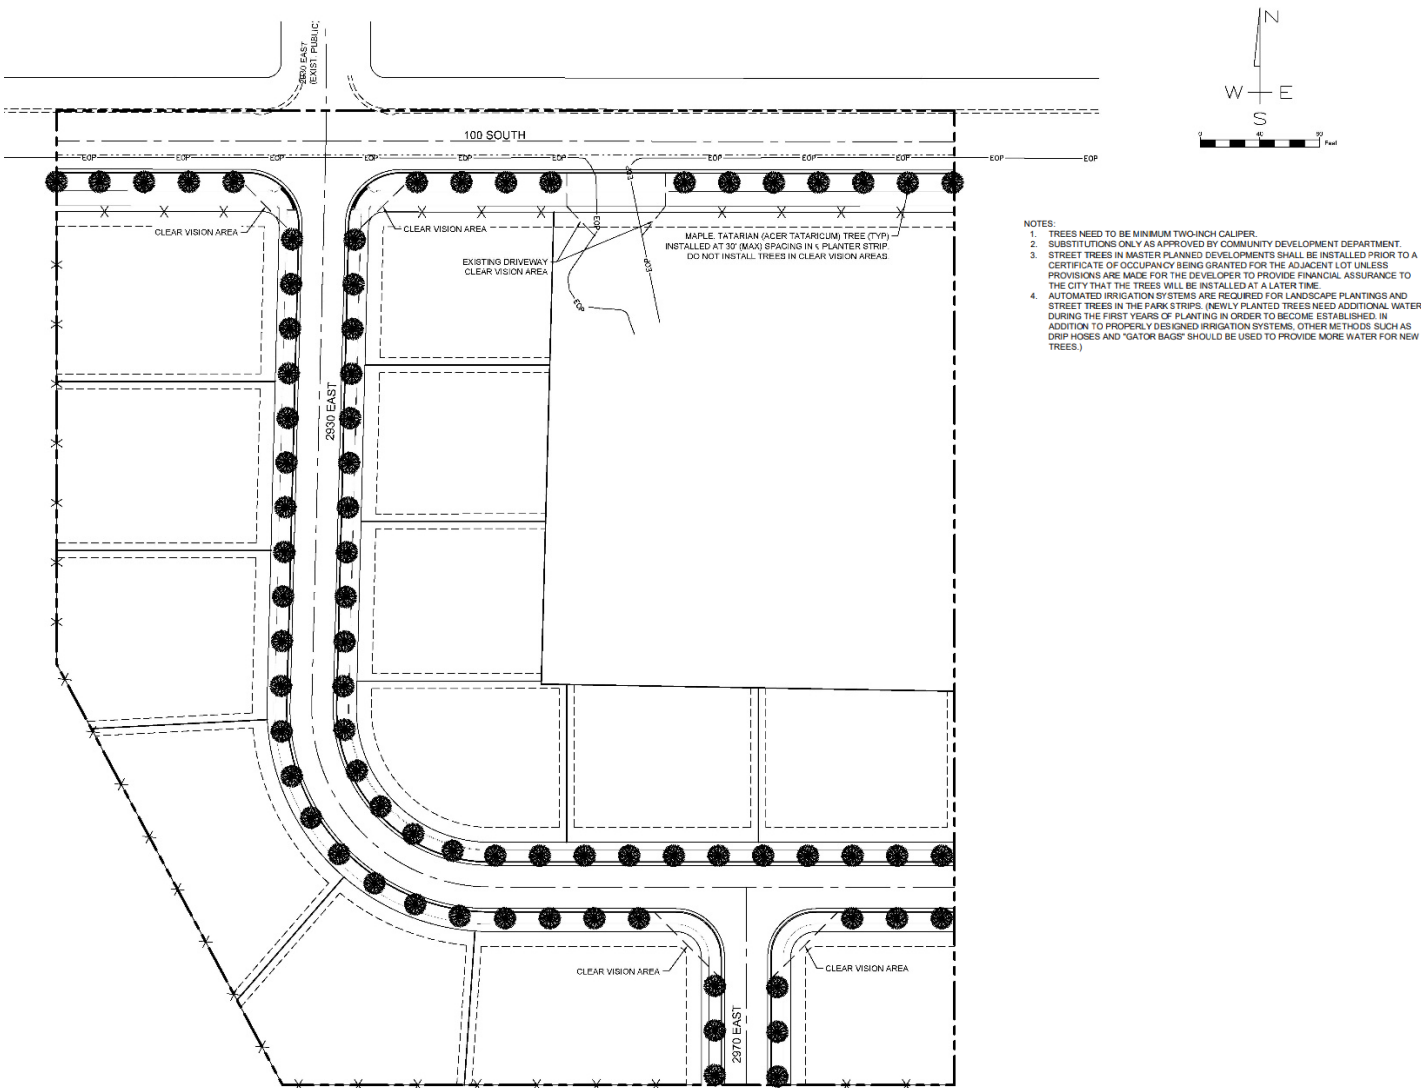 2930 EAST
(EXIST. PUBLIC)
N
W E
S
0 40 80
Feet
100 SOUTH
EOP EOP EOP EOP EOP EOP EOP EOP EOP EOP EOP
CLEAR VISION AREA
CLEAR VISION AREA
EOP
EOP
EOP
EOP
EXISTING DRIVEWAY
CLEAR VISION AREA
MAPLE, TATARIAN (ACER TATARICUM) TREE (TYP)
INSTALLED AT 30' (MAX) SPACING IN PLANTER STRIP.
DO NOT INSTALL TREES IN CLEAR VISION AREAS.
NOTES:
1. TREES NEED TO BE MINIMUM TWO-INCH CALIPER.
2. SUBSTITUTIONS ONLY AS APPROVED BY COMMUNITY DEVELOPMENT DEPARTMENT.
3. STREET TREES IN MASTER PLANNED DEVELOPMENTS SHALL BE INSTALLED PRIOR TO A
CERTIFICATE OF OCCUPANCY BEING GRANTED FOR THE ADJACENT LOT UNLESS
PROVISIONS ARE MADE FOR THE DEVELOPER TO PROVIDE FINANCIAL ASSURANCE TO
THE CITY THAT THE TREES WILL BE INSTALLED AT A LATER TIME.
4. AUTOMATED IRRIGATION SYSTEMS ARE REQUIRED FOR LANDSCAPE PLANTINGS AND
STREET TREES IN THE PARK STRIPS. (NEWLY PLANTED TREES NEED ADDITIONAL WATER
DURING THE FIRST YEARS OF PLANTING IN ORDER TO BECOME ESTABLISHED. IN
ADDITION TO PROPERLY DESIGNED IRRIGATION SYSTEMS, OTHER METHODS SUCH AS
DRIP HOSES AND "GATOR BAGS" SHOULD BE USED TO PROVIDE MORE WATER FOR NEW
TREES.)
2930 EAST
CLEAR VISION AREA
CLEAR VISION AREA
2970 EAST